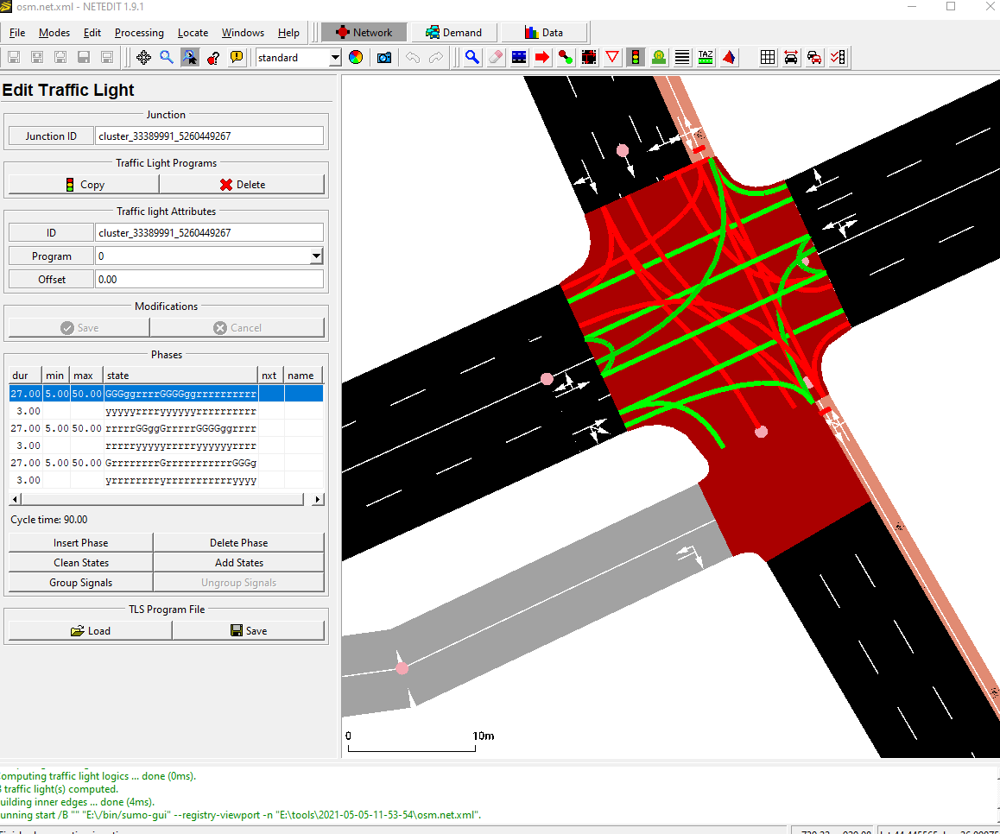 osm.net.xml - NETEDIT 1.9.1
File Modes Edit Processing Locate Windows Help Network Demand Data
standard TAZ
Edit Traffic Light
Junction
Junction ID cluster_33389991_5260449267
Traffic Light Programs
Copy Delete
Traffic light Attributes
ID cluster_33389991_5260449267
Program 0
Offset 0.00
Modifications
Save Cancel
Phases
dur min max state nxt name
27.00 5.00 50.00 GGGggrrrrrGGGGggrrrrrrrrrr
3.00 yyyyyrrrryyyyyyrrrrrrrrrr
27.00 5.00 50.00 rrrrrGGggGrrrrrGGGGggrrrr
3.00 rrrrryyyyyrrrrryyyyyyrrrr
27.00 5.00 50.00 GrrrrrrrrGrrrrrrrrrrrGGGg
3.00 yrrrrrrrryrrrrrrrrrrryyyy
Cycle time: 90.00
Insert Phase Delete Phase
Clean States Add States
Group Signals Ungroup Signals
TLS Program File
Load Save
0 10m
omputing traffic light logics ... done (0ms).
traffic light(s) computed.
uilding inner edges ... done (4ms).
unning start /B "" "E:\/bin/sumo-gui" --registry-viewport -n "E:\tools\2021-05-05-11-53-54\osm.net.xml".